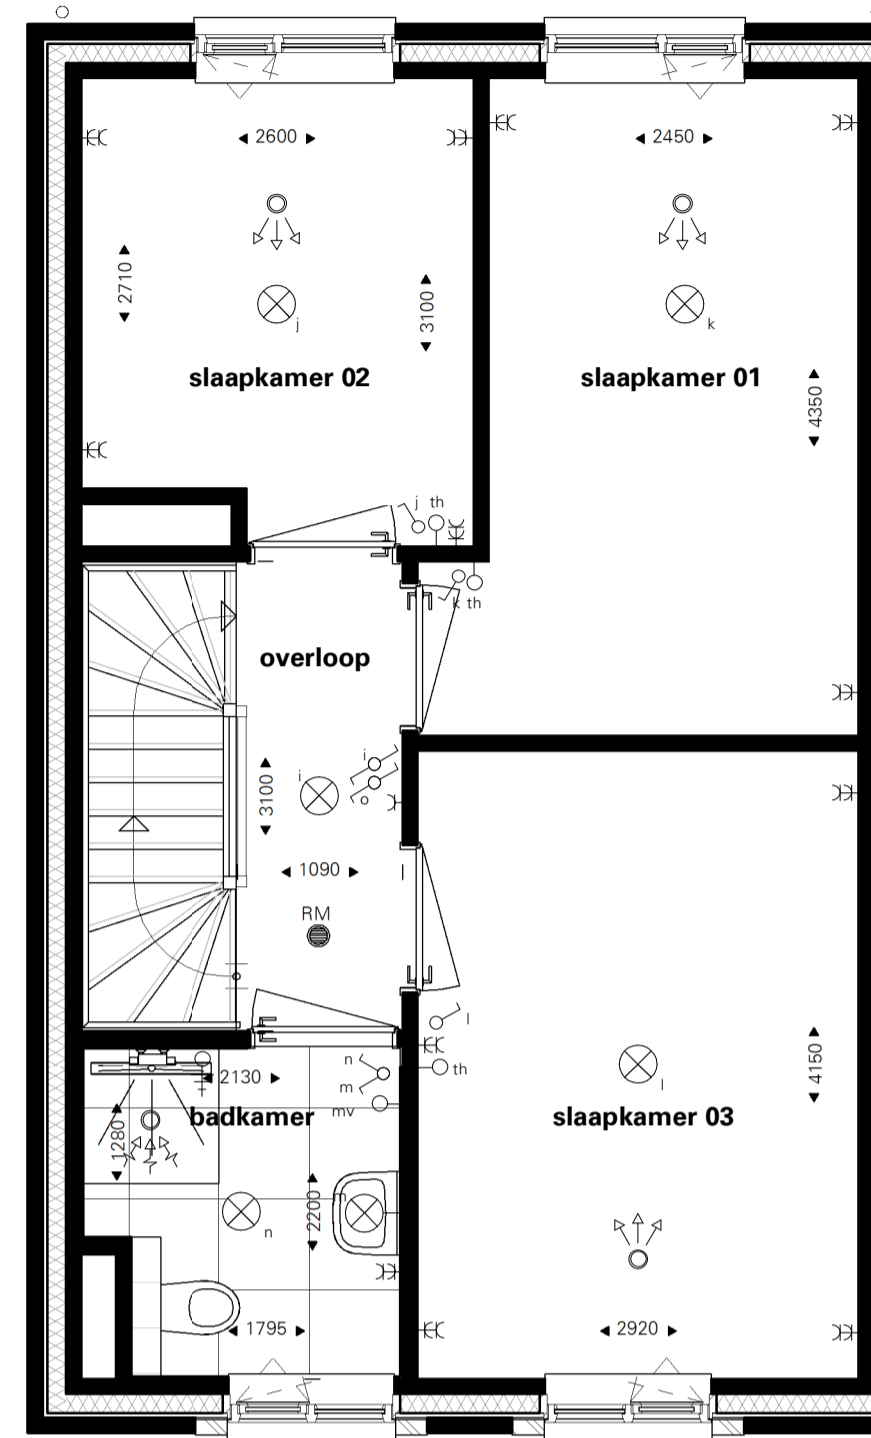 2600
2450
2710
3100
j
k
slaapkamer 02
slaapkamer 01
4350
j th
k th
overloop
i
i
o
3100
1090
RM
l
n
m
mv
th
2130
badkamer
1280
4150
l
slaapkamer 03
m
2200
n
1795
2920